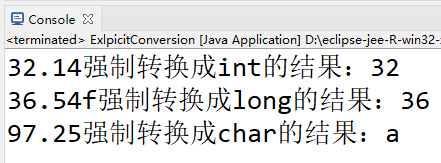 Console
<terminated> ExlpicitConversion [Java Application] D:\eclipse-jee-R-win32-
32.14强制转换成int的结果：32
36.54f强制转换成long的结果：36
97.25强制转换成char的结果：a